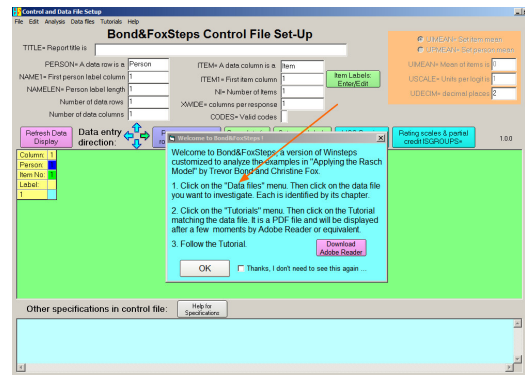 Control and Data File Setup
File Edit Analysis Data files Tutorials Help
Bond&FoxSteps Control File Set-Up
TITLE= Report title is
PERSON= A data row is a Person
NAME1= First person label column 1
NAMELEN= Person label length 1
Number of data rows 1
Number of data columns 1
ITEM= A data column is a Item
ITEM1= First item column 1
NI= Number of Items 1
XWIDE= columns per response 1
CODES= Valid codes
Item Labels:
Enter/Edit
UIMEAN= Set item mean
UPMEAN= Set person mean
UIMEAN= Mean of items is 0
USCALE= Units per logit is 1
UDECIM= decimal places 2
Refresh Data
Display
Data entry
direction:
Rating scales & partial
credit ISGROUPS=
1.0.0
Column: 1
Person:
Item No: 1
Label:
1
Welcome to Bond&FoxSteps!
Welcome to Bond&FoxSteps, a version of Winsteps
customized to analyze the examples in "Applying the Rasch
Model" by Trevor Bond and Christine Fox.
1. Click on the "Data files" menu. Then click on the data file
you want to investigate. Each is identified by its chapter.
2. Click on the "Tutorials" menu. Then click on the Tutorial
matching the data file. It is a PDF file and will be displayed
after a few moments by Adobe Reader or equivalent.
3. Follow the Tutorial.
Download
Adobe Reader
OK
Thanks, I don't need to see this again ...
Other specifications in control file:
Help for
Specifications